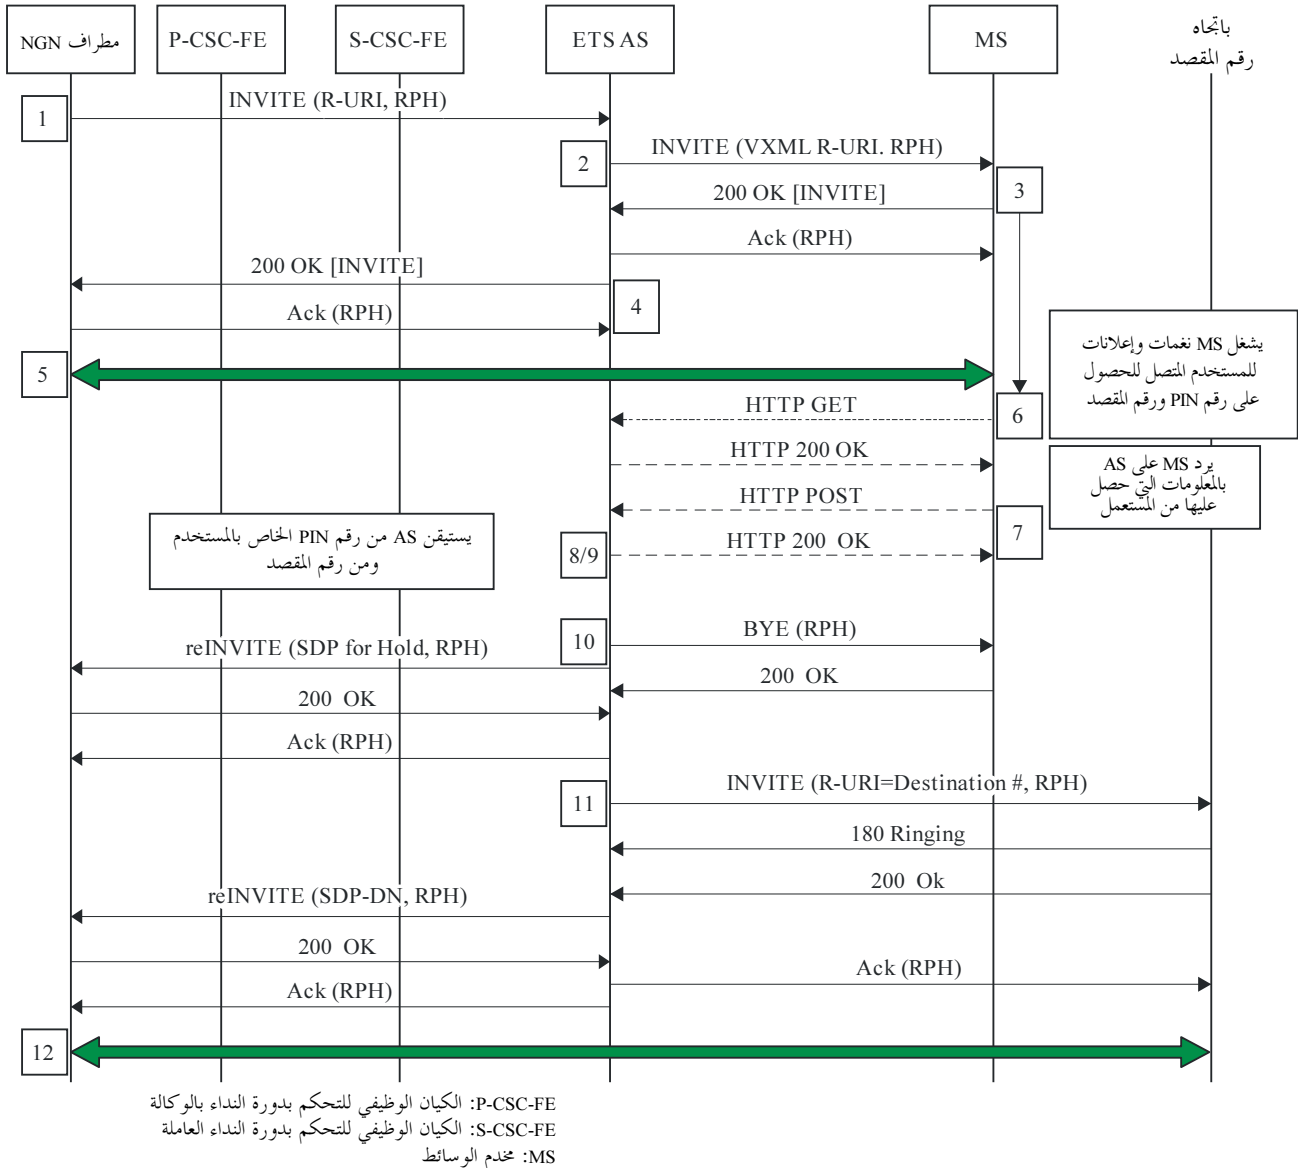 مطراف NGN
P-CSC-FE
S-CSC-FE
ETS AS
MS
باتجاه
رقم المقصد
1
INVITE (R-URI, RPH)
2
INVITE (VXML R-URI. RPH)
200 OK [INVITE]
3
Ack (RPH)
200 OK [INVITE]
4
Ack (RPH)
يشغل MS نغمات وإعلانات
للمستخدم المتصل للحصول
على رقم PIN ورقم المقصد
5
HTTP GET
6
HTTP 200 OK
يرد MS على AS
بالمعلومات التي حصل
عليها من المستعمل
HTTP POST
7
يستيقن AS من رقم PIN الخاص بالمستخدم
ومن رقم المقصد
8/9
HTTP 200 OK
10
BYE (RPH)
reINVITE (SDP for Hold, RPH)
200 OK
200 OK
Ack (RPH)
11
INVITE (R-URI=Destination #, RPH)
180 Ringing
200 Ok
reINVITE (SDP-DN, RPH)
200 OK
Ack (RPH)
Ack (RPH)
12
P-CSC-FE: الكيان الوظيفي للتحكم بدورة النداء بالوكالة
S-CSC-FE: الكيان الوظيفي للتحكم بدورة النداء العاملة
MS: مخدم الوسائط